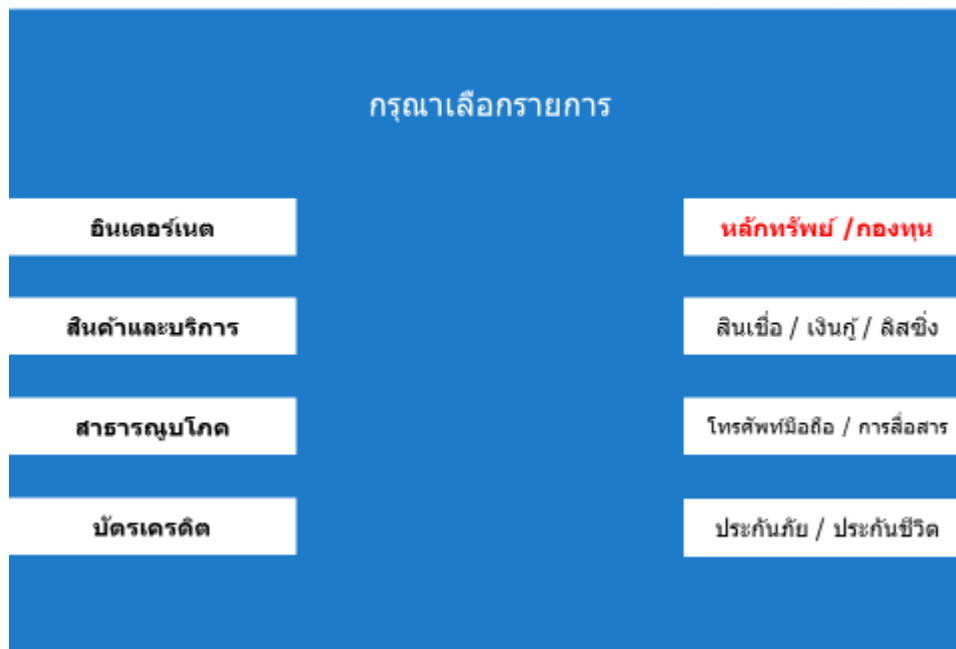 กรุณาเลือกรายการ
อินเตอร์เนต
หลักทรัพย์ /กองทุน
สินค้าและบริการ
สินเชื่อ / เงินกู้ / ลิสซิ่ง
สาธารณูปโภค
โทรศัพท์มือถือ / การสื่อสาร
บัตรเครดิต
ประกันภัย / ประกันชีวิต